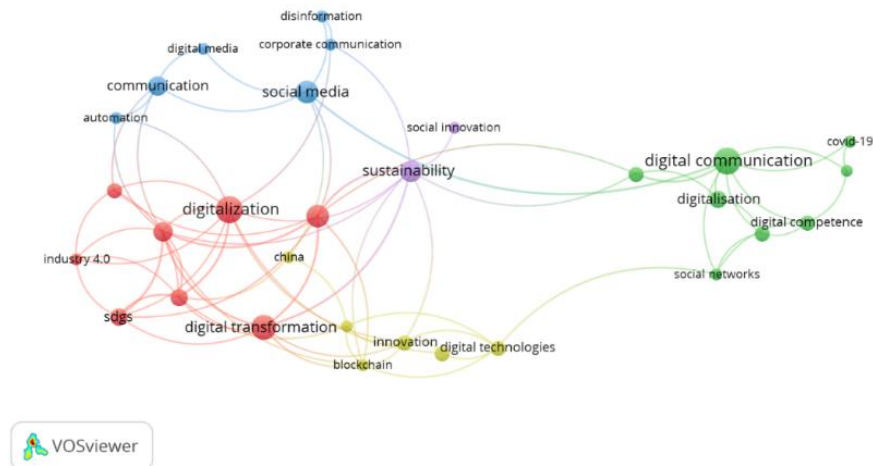 disinformation
corporate communication
digital media
communication
social media
automation
social innovation
sustainability
covid-19
digital communication
digitalisation
digital competence
social networks
digitalization
industry 4.0
china
sdgs
digital transformation
innovation
digital technologies
blockchain
VOSviewer